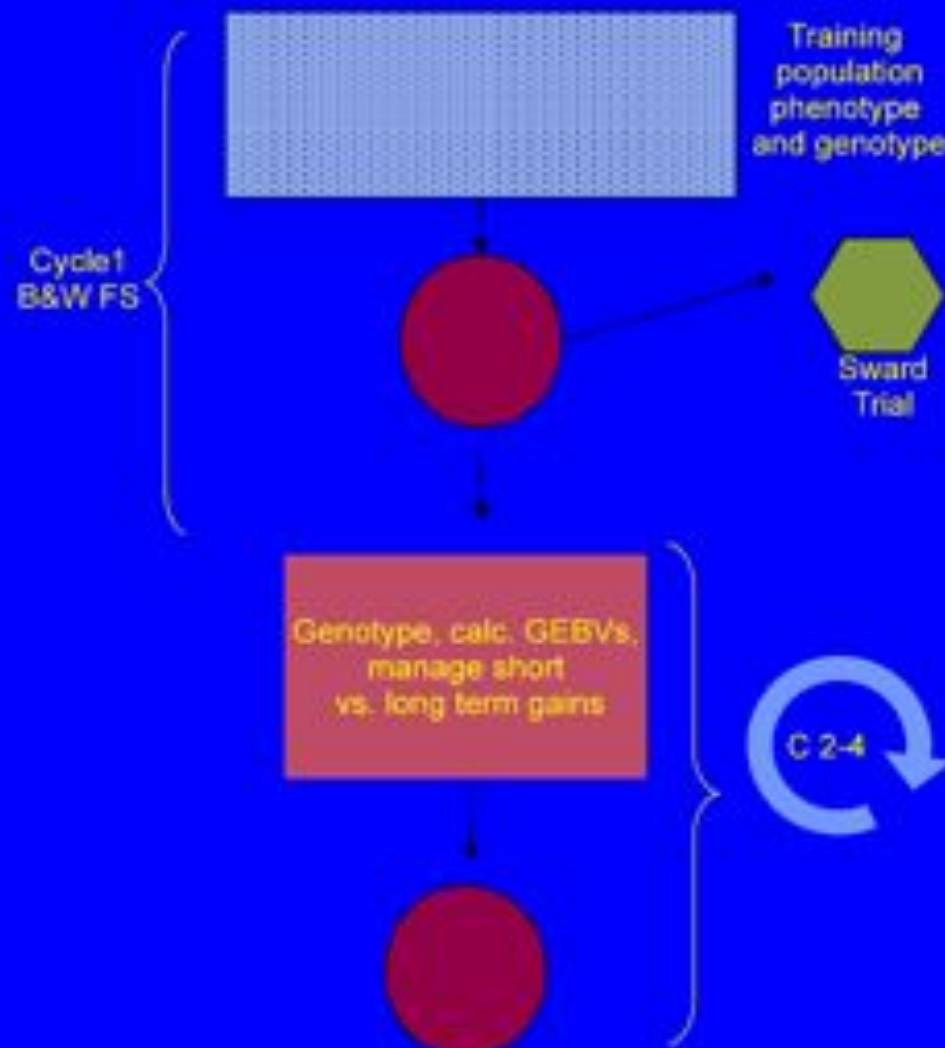 Training
population
phenotype
and genotype
Cycle1
B&W FS
Sward
Trial
Genotype, calc. GEBVs,
manage short
vs. long term gains
C 2-4